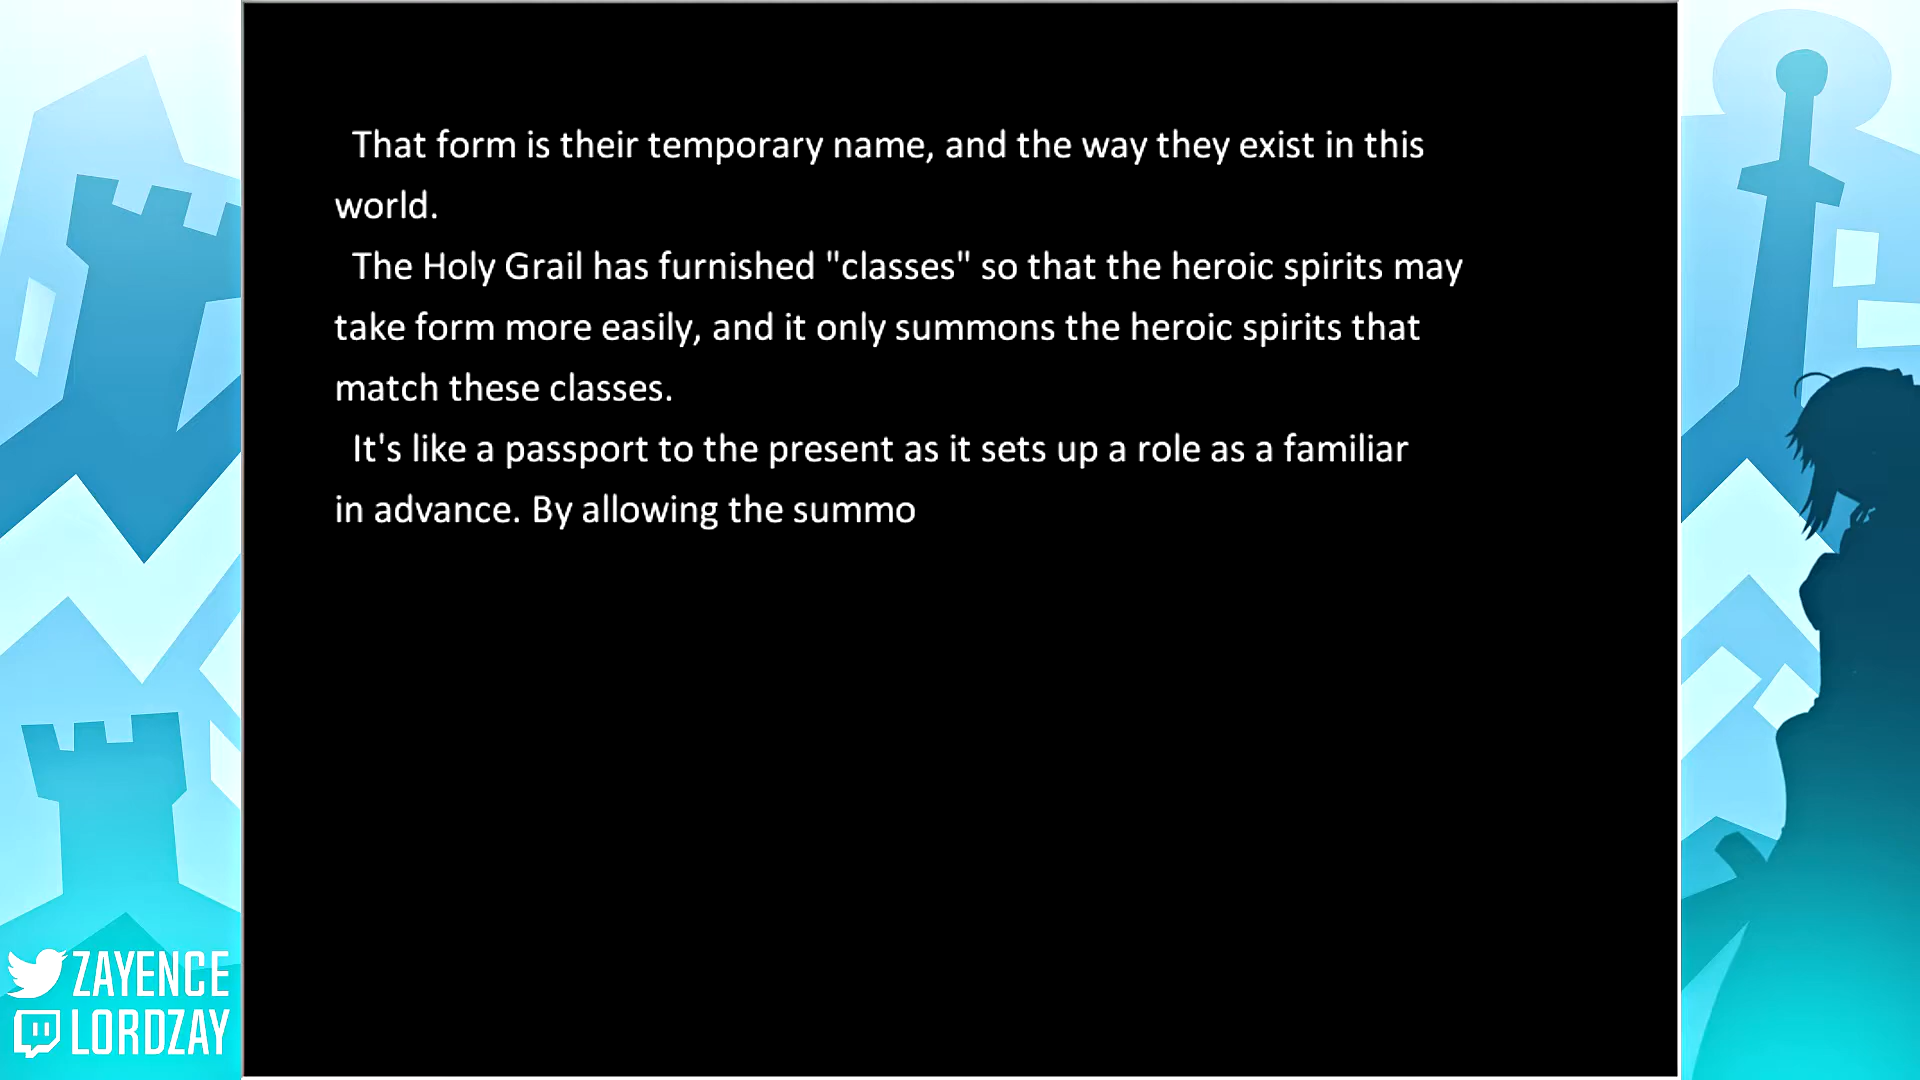 That form is their temporary name, and the way they exist in this
world.
The Holy Grail has furnished "classes" so that the heroic spirits may
take form more easily, and it only summons the heroic spirits that
match these classes.
It's like a passport to the present as it sets up a role as a familiar
in advance. By allowing the summo
ZAYENCE
LORDZAY